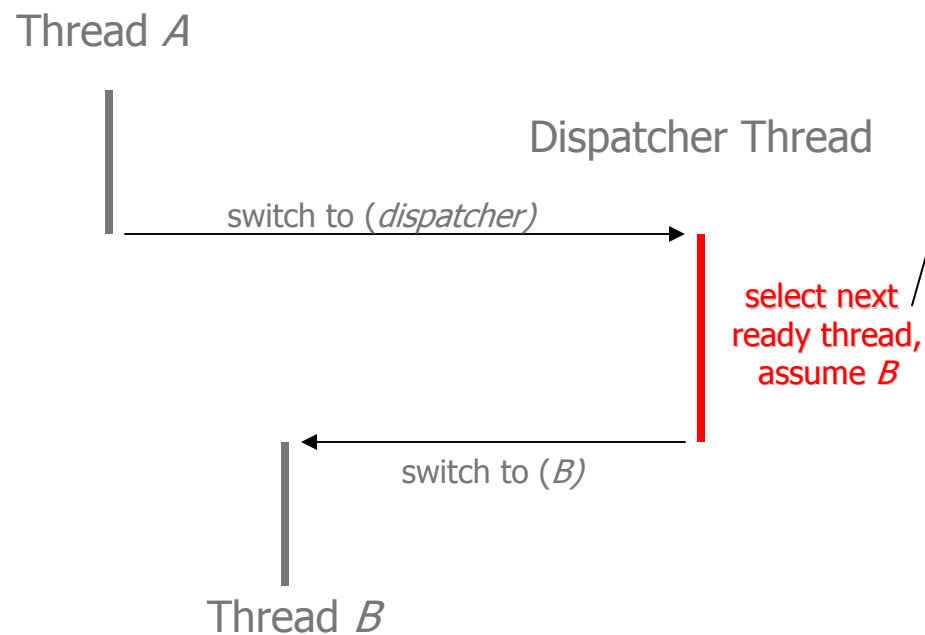 Thread A
Dispatcher Thread
switch to (dispatcher)
select next
ready thread,
assume B
switch to (B)
Thread B